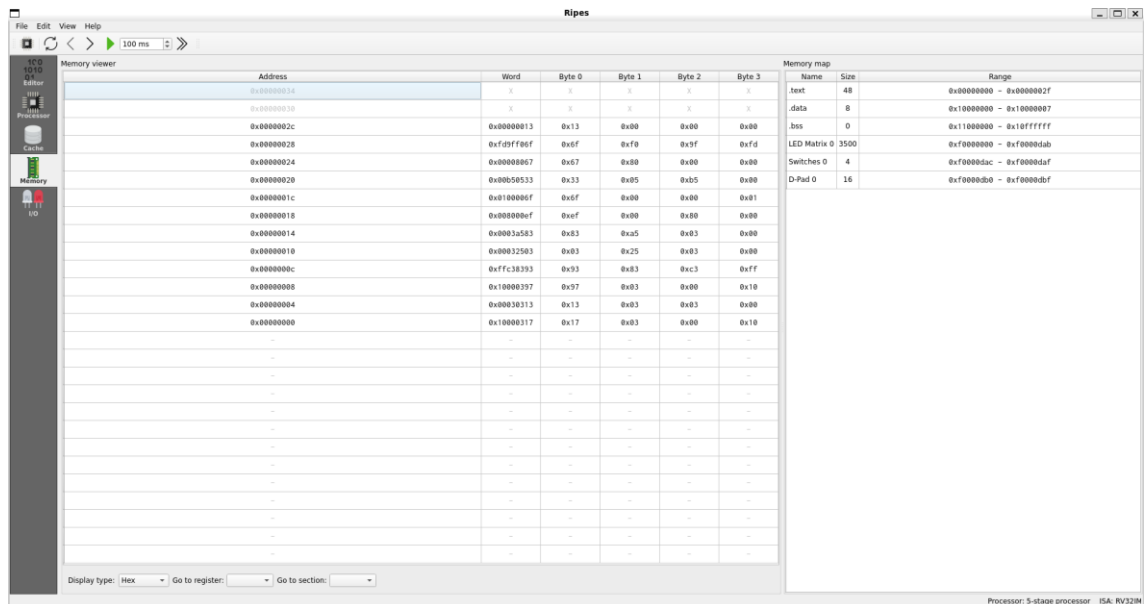 Ripes
File Edit View Help
100 ms
Editor
Processor
Cache
Memory
I/O
Memory viewer
Address Word Byte 0 Byte 1 Byte 2 Byte 3
0x00000034 X X X X X
0x00000030 X X X X X
0x0000002c 0x00000013 0x13 0x00 0x00 0x00
0x00000028 0xfd9ff06f 0x6f 0xf0 0x9f 0xfd
0x00000024 0x00008067 0x67 0x80 0x00 0x00
0x00000020 0x00b50533 0x33 0x05 0xb5 0x00
0x0000001c 0x0100006f 0x6f 0x00 0x00 0x01
0x00000018 0x008000ef 0xef 0x00 0x80 0x00
0x00000014 0x0003a583 0x83 0xa5 0x03 0x00
0x00000010 0x00032503 0x03 0x25 0x03 0x00
0x0000000c 0xffc38393 0x93 0x83 0xc3 0xff
0x00000008 0x10000397 0x97 0x03 0x00 0x10
0x00000004 0x00030313 0x13 0x03 0x03 0x00
0x00000000 0x10000317 0x17 0x03 0x00 0x10
Display type: Hex Go to register: Go to section:
Memory map
Name Size Range
.text 48 0x00000000 - 0x0000002f
.data 8 0x10000000 - 0x10000007
.bss 0 0x11000000 - 0x10ffffff
LED Matrix 0 3500 0xf0000000 - 0xf0000dab
Switches 0 4 0xf0000dac - 0xf0000daf
D-Pad 0 16 0xf0000db0 - 0xf0000dbf
Processor: 5-stage processor ISA: RV32IM